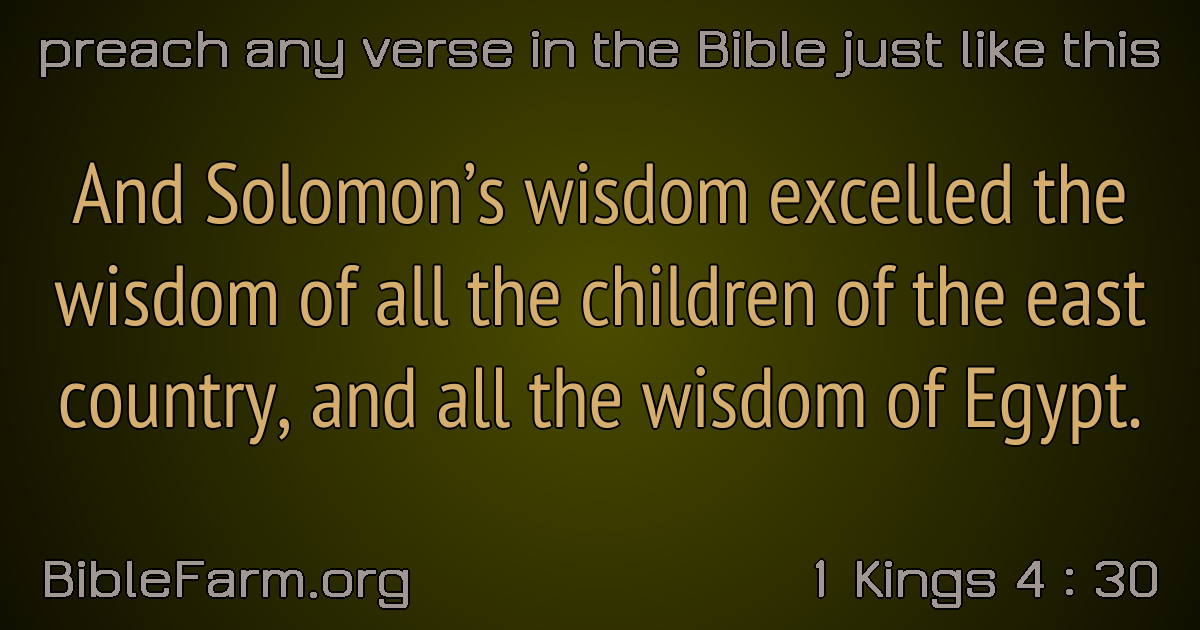 preach any verse in the Bible just like this
And Solomon’s wisdom excelled the
wisdom of all the children of the east
country, and all the wisdom of Egypt.
BibleFarm.org
1 Kings 4 : 30